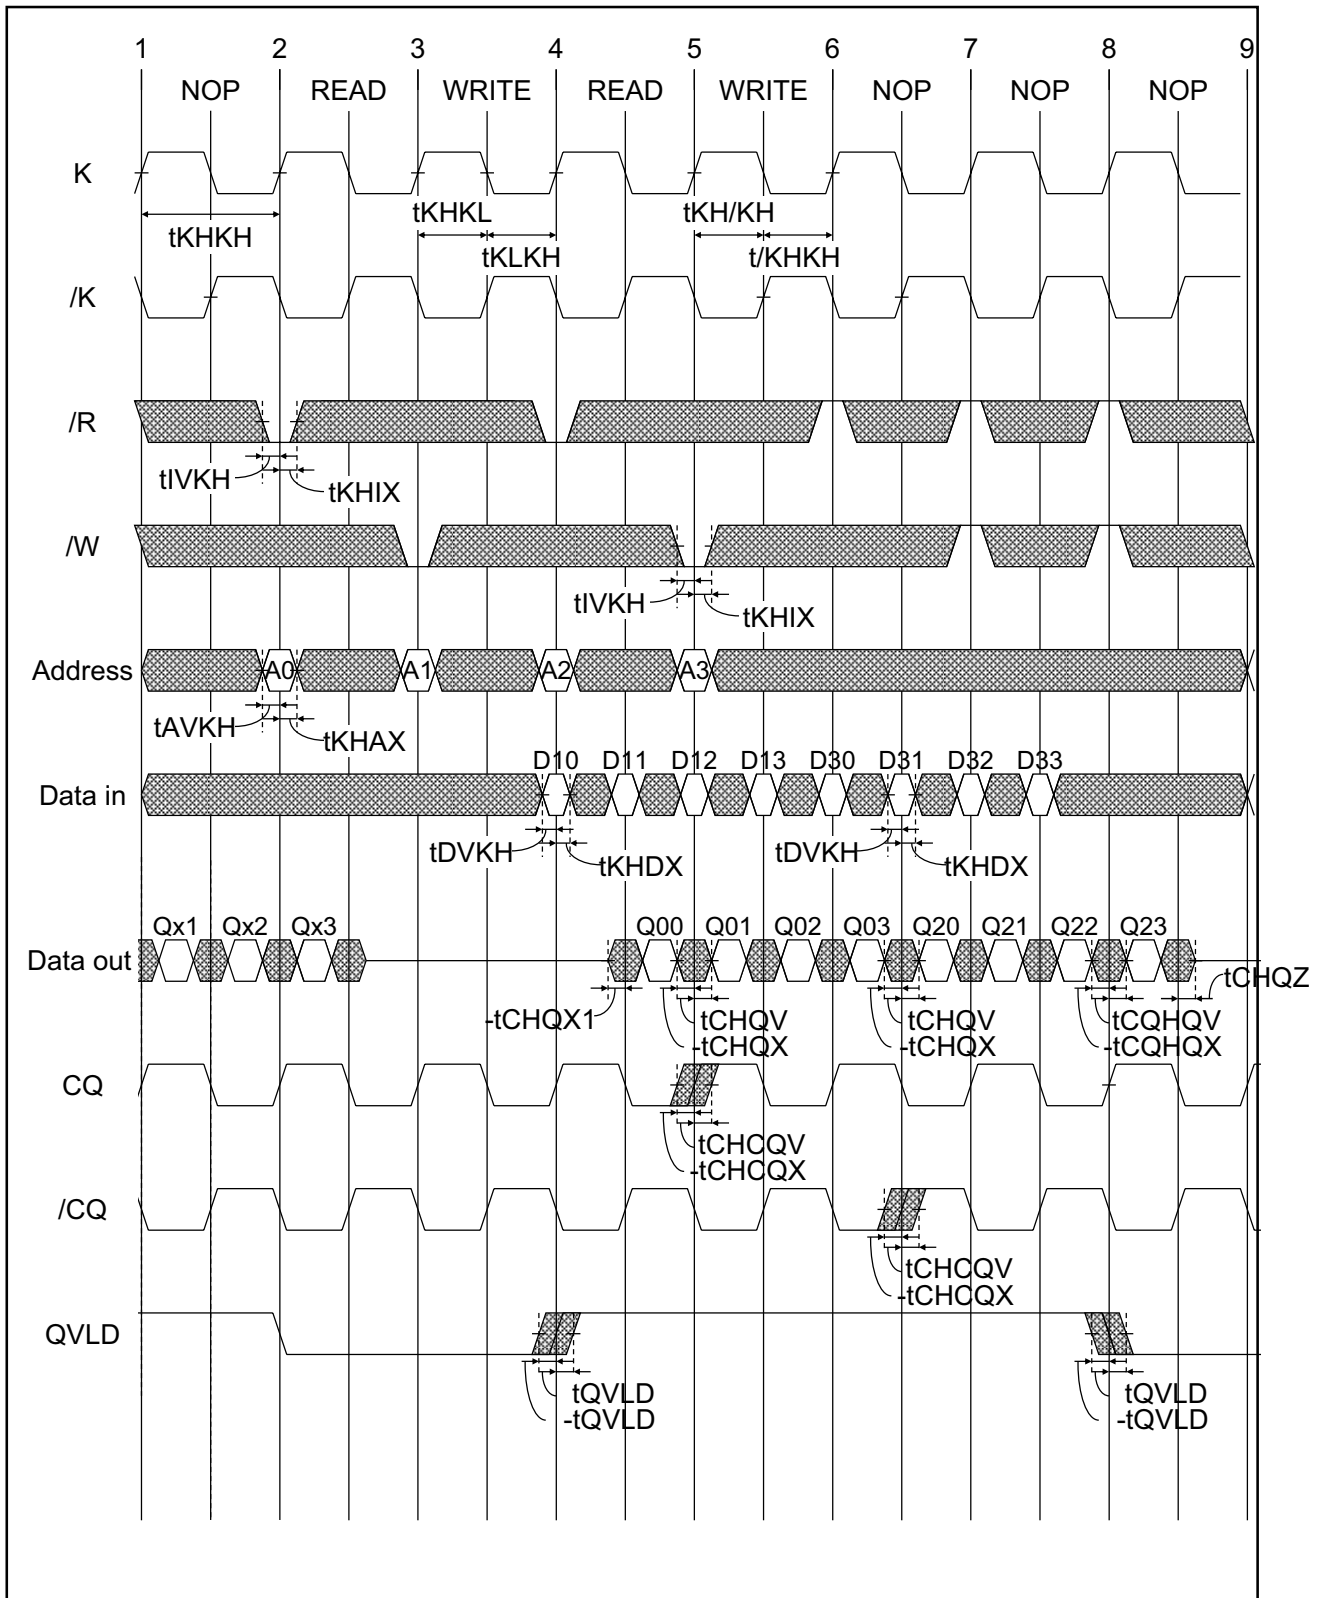 1 2 3 4 5 6 7 8 9
NOP READ WRITE READ WRITE NOP NOP NOP
K
tKHKH
tKHKL
tKLKH
tKH/KH
t/KHKH
/K
/R
tIVKH
tKHIX
/W
tIVKH
tKHIX
Address
A0 A1 A2 A3
tAVKH
tKHAX
D10 D11 D12 D13 D30 D31 D32 D33
Data in
tDVKH
tKHDX
tDVKH
tKHDX
Qx1 Qx2 Qx3 Q00 Q01 Q02 Q03 Q20 Q21 Q22 Q23
Data out
tCHQZ
-tCHQX1
tCHQV
-tCHQX
tCHQV
-tCHQX
tCQHQV
-tCQHQX
CQ
tCHCQV
-tCHCQX
/CQ
tCHCQV
-tCHCQX
QVLD
tQVLD
-tQVLD
tQVLD
-tQVLD